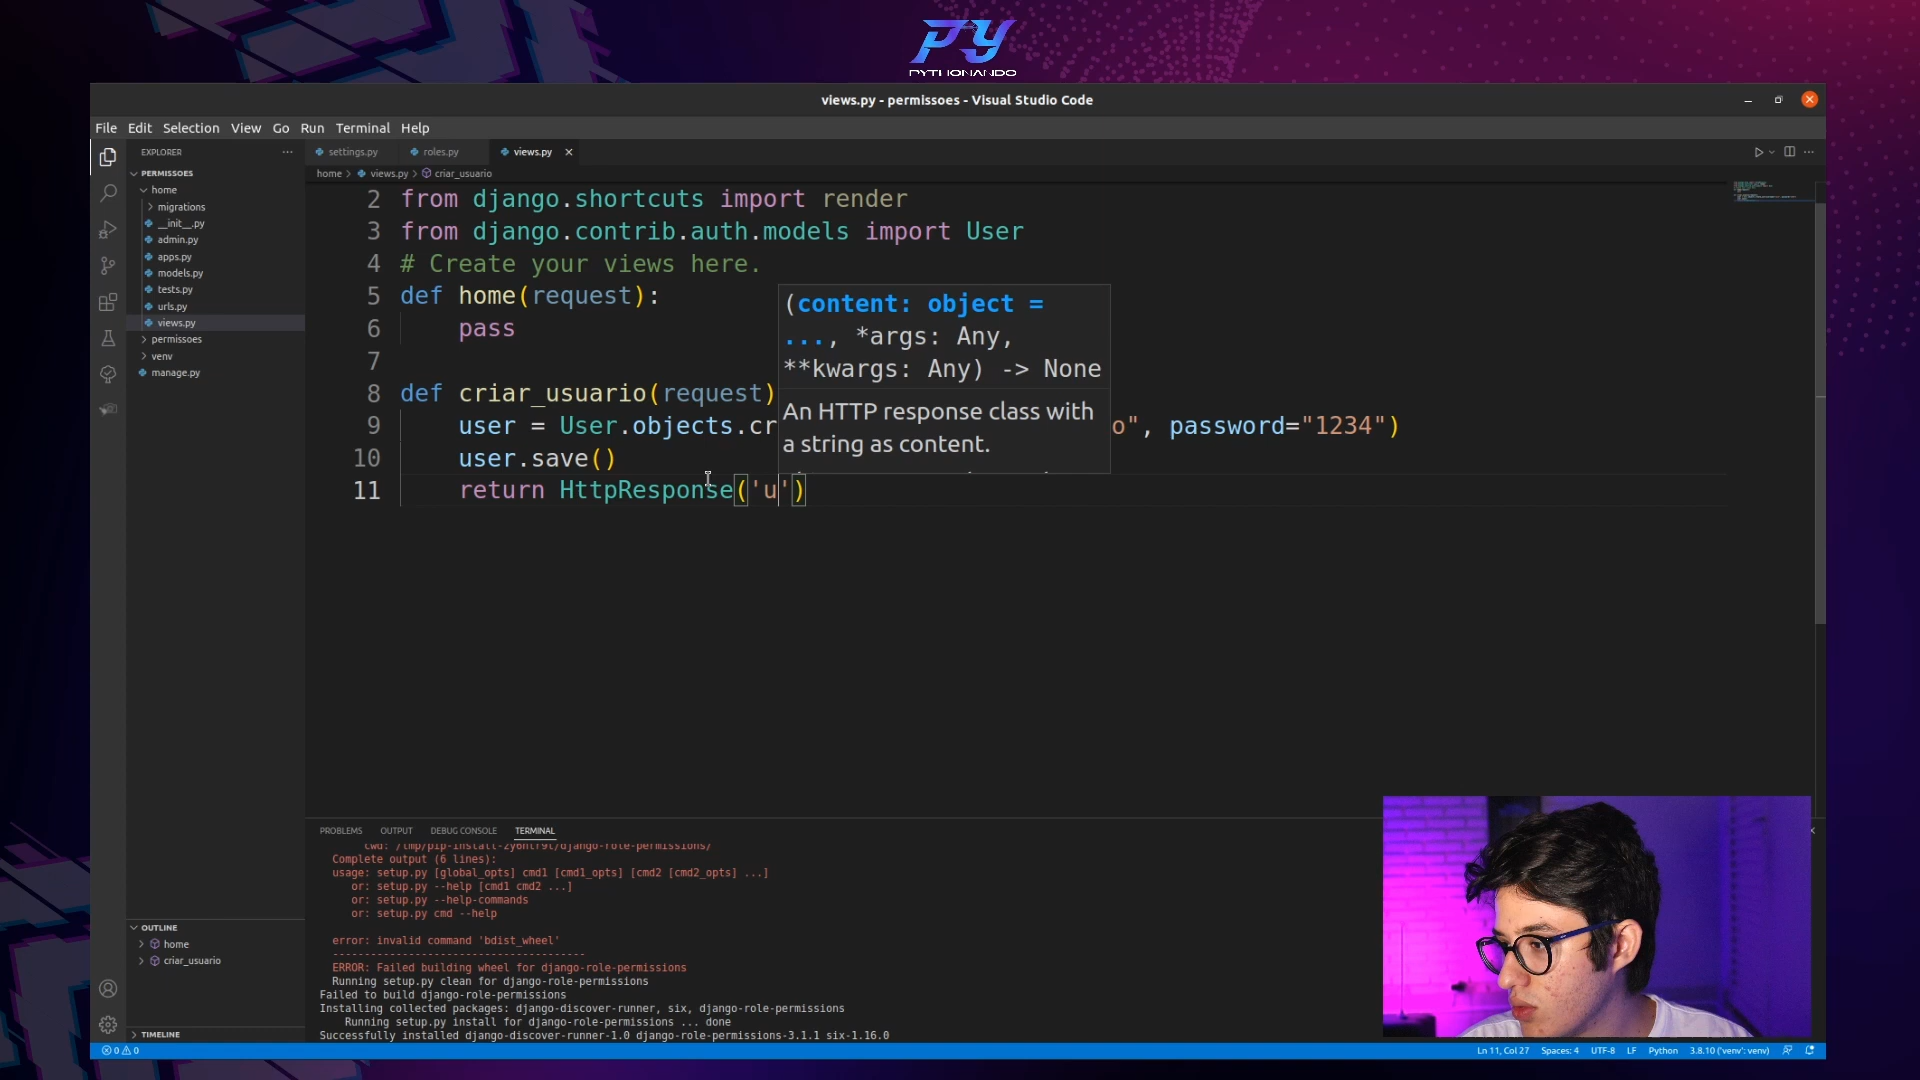 PY
PYTHONANDO
views.py - permissoes - Visual Studio Code
File Edit Selection View Go Run Terminal Help
EXPLORER
settings.py
roles.py
views.py
home > views.py > criar_usuario
PERMISSOES
home
migrations
__init__.py
admin.py
apps.py
models.py
tests.py
urls.py
views.py
permissoes
venv
manage.py
2 from django.shortcuts import render
3 from django.contrib.auth.models import User
4 # Create your views here.
5 def home(request):
6 pass
7
8 def criar_usuario(request)
9 user = User.objects.cr o", password="1234")
10 user.save()
11 return HttpResponse('u')
(content: object =
..., *args: Any,
**kwargs: Any) -> None
An HTTP response class with
a string as content.
PROBLEMS OUTPUT DEBUG CONSOLE TERMINAL
Complete output (6 lines):
usage: setup.py [global_opts] cmd1 [cmd1_opts] [cmd2 [cmd2_opts] ...]
or: setup.py --help [cmd1 cmd2 ...]
or: setup.py --help-commands
or: setup.py cmd --help
error: invalid command 'bdist_wheel'
----------------------------------------
ERROR: Failed building wheel for django-role-permissions
Running setup.py clean for django-role-permissions
Failed to build django-role-permissions
Installing collected packages: django-discover-runner, six, django-role-permissions
Running setup.py install for django-role-permissions ... done
Successfully installed django-discover-runner-1.0 django-role-permissions-3.1.1 six-1.16.0
OUTLINE
home
criar_usuario
TIMELINE
0 0
Ln 11, Col 27 Spaces: 4 UTF-8 LF Python 3.8.10 ('venv': venv)